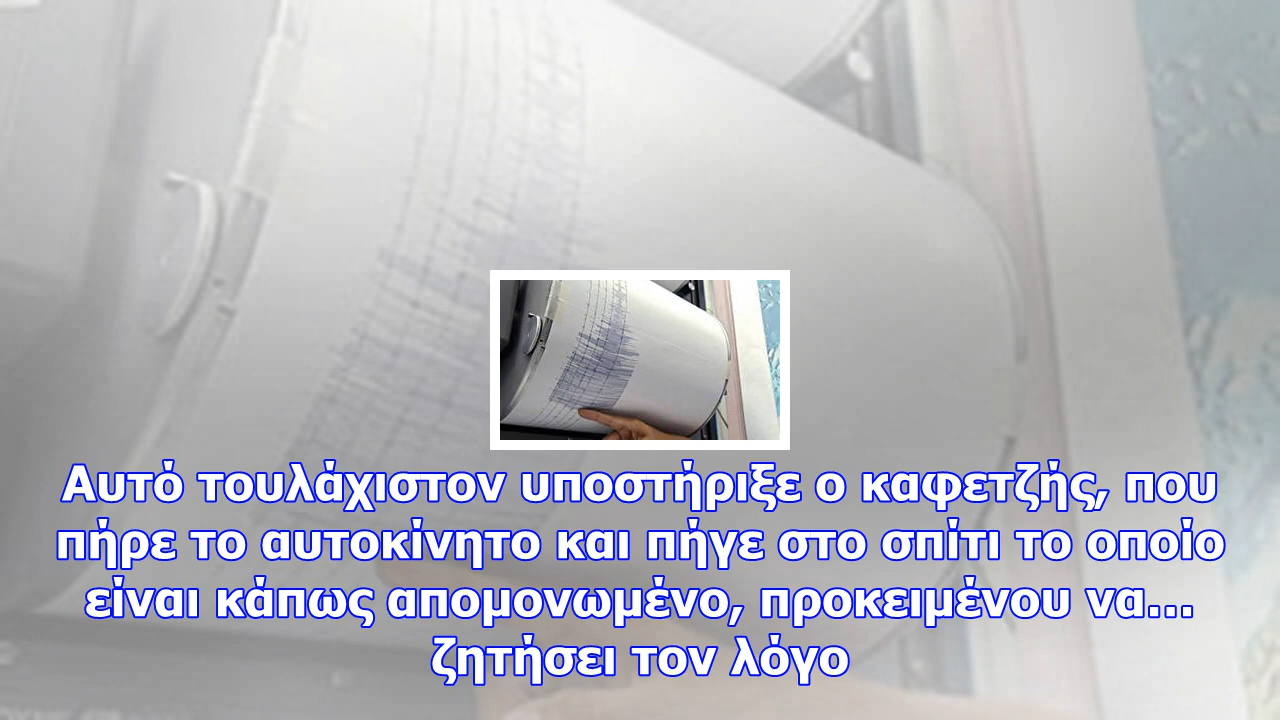 Αυτό τουλάχιστον υποστήριξε ο καφετζής, που
πήρε το αυτοκίνητο και πήγε στο σπίτι το οποίο
είναι κάπως απομονωμένο, προκειμένου να...
ζητήσει τον λόγο